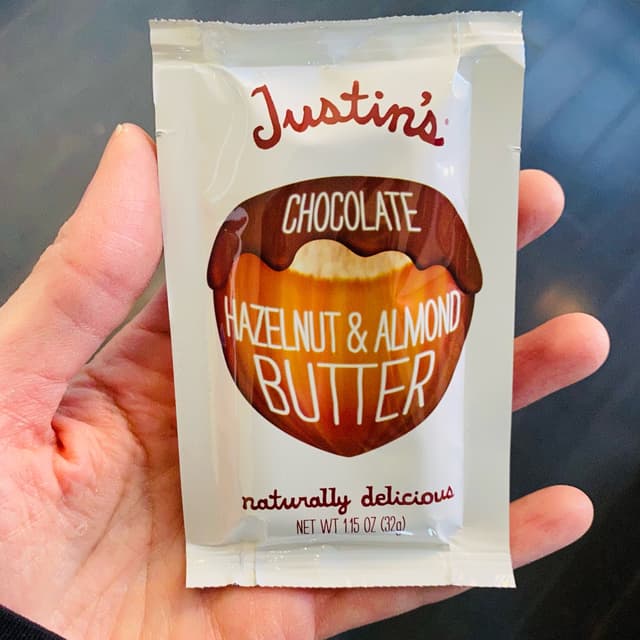 Justin's
CHOCOLATE
HAZELNUT & ALMOND
BUTTER
naturally delicious
NET WT 1.15 OZ (32g)